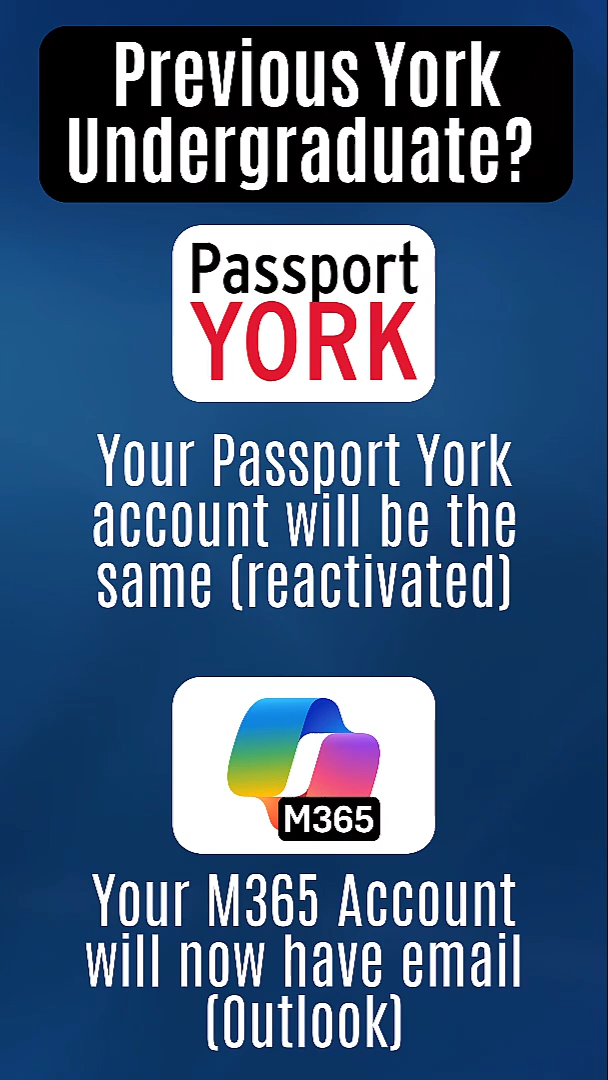 Previous York
Undergraduate?
Passport
YORK
Your Passport York
account will be the
same (reactivated)
M365
Your M365 Account
will now have email
(Outlook)